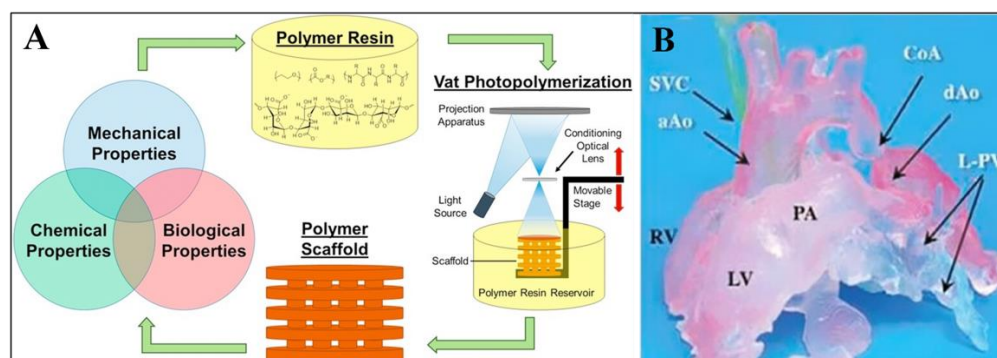 A
Mechanical
Properties
Chemical
Properties
Biological
Properties
Polymer Resin
Vat Photopolymerization
Projection
Apparatus
Conditioning
Optical
Lens
Light
Source
Movable
Stage
Scaffold
Polymer Resin Reservoir
Polymer
Scaffold
B
SVC
aAo
CoA
dAo
L-PV
PA
RV
LV